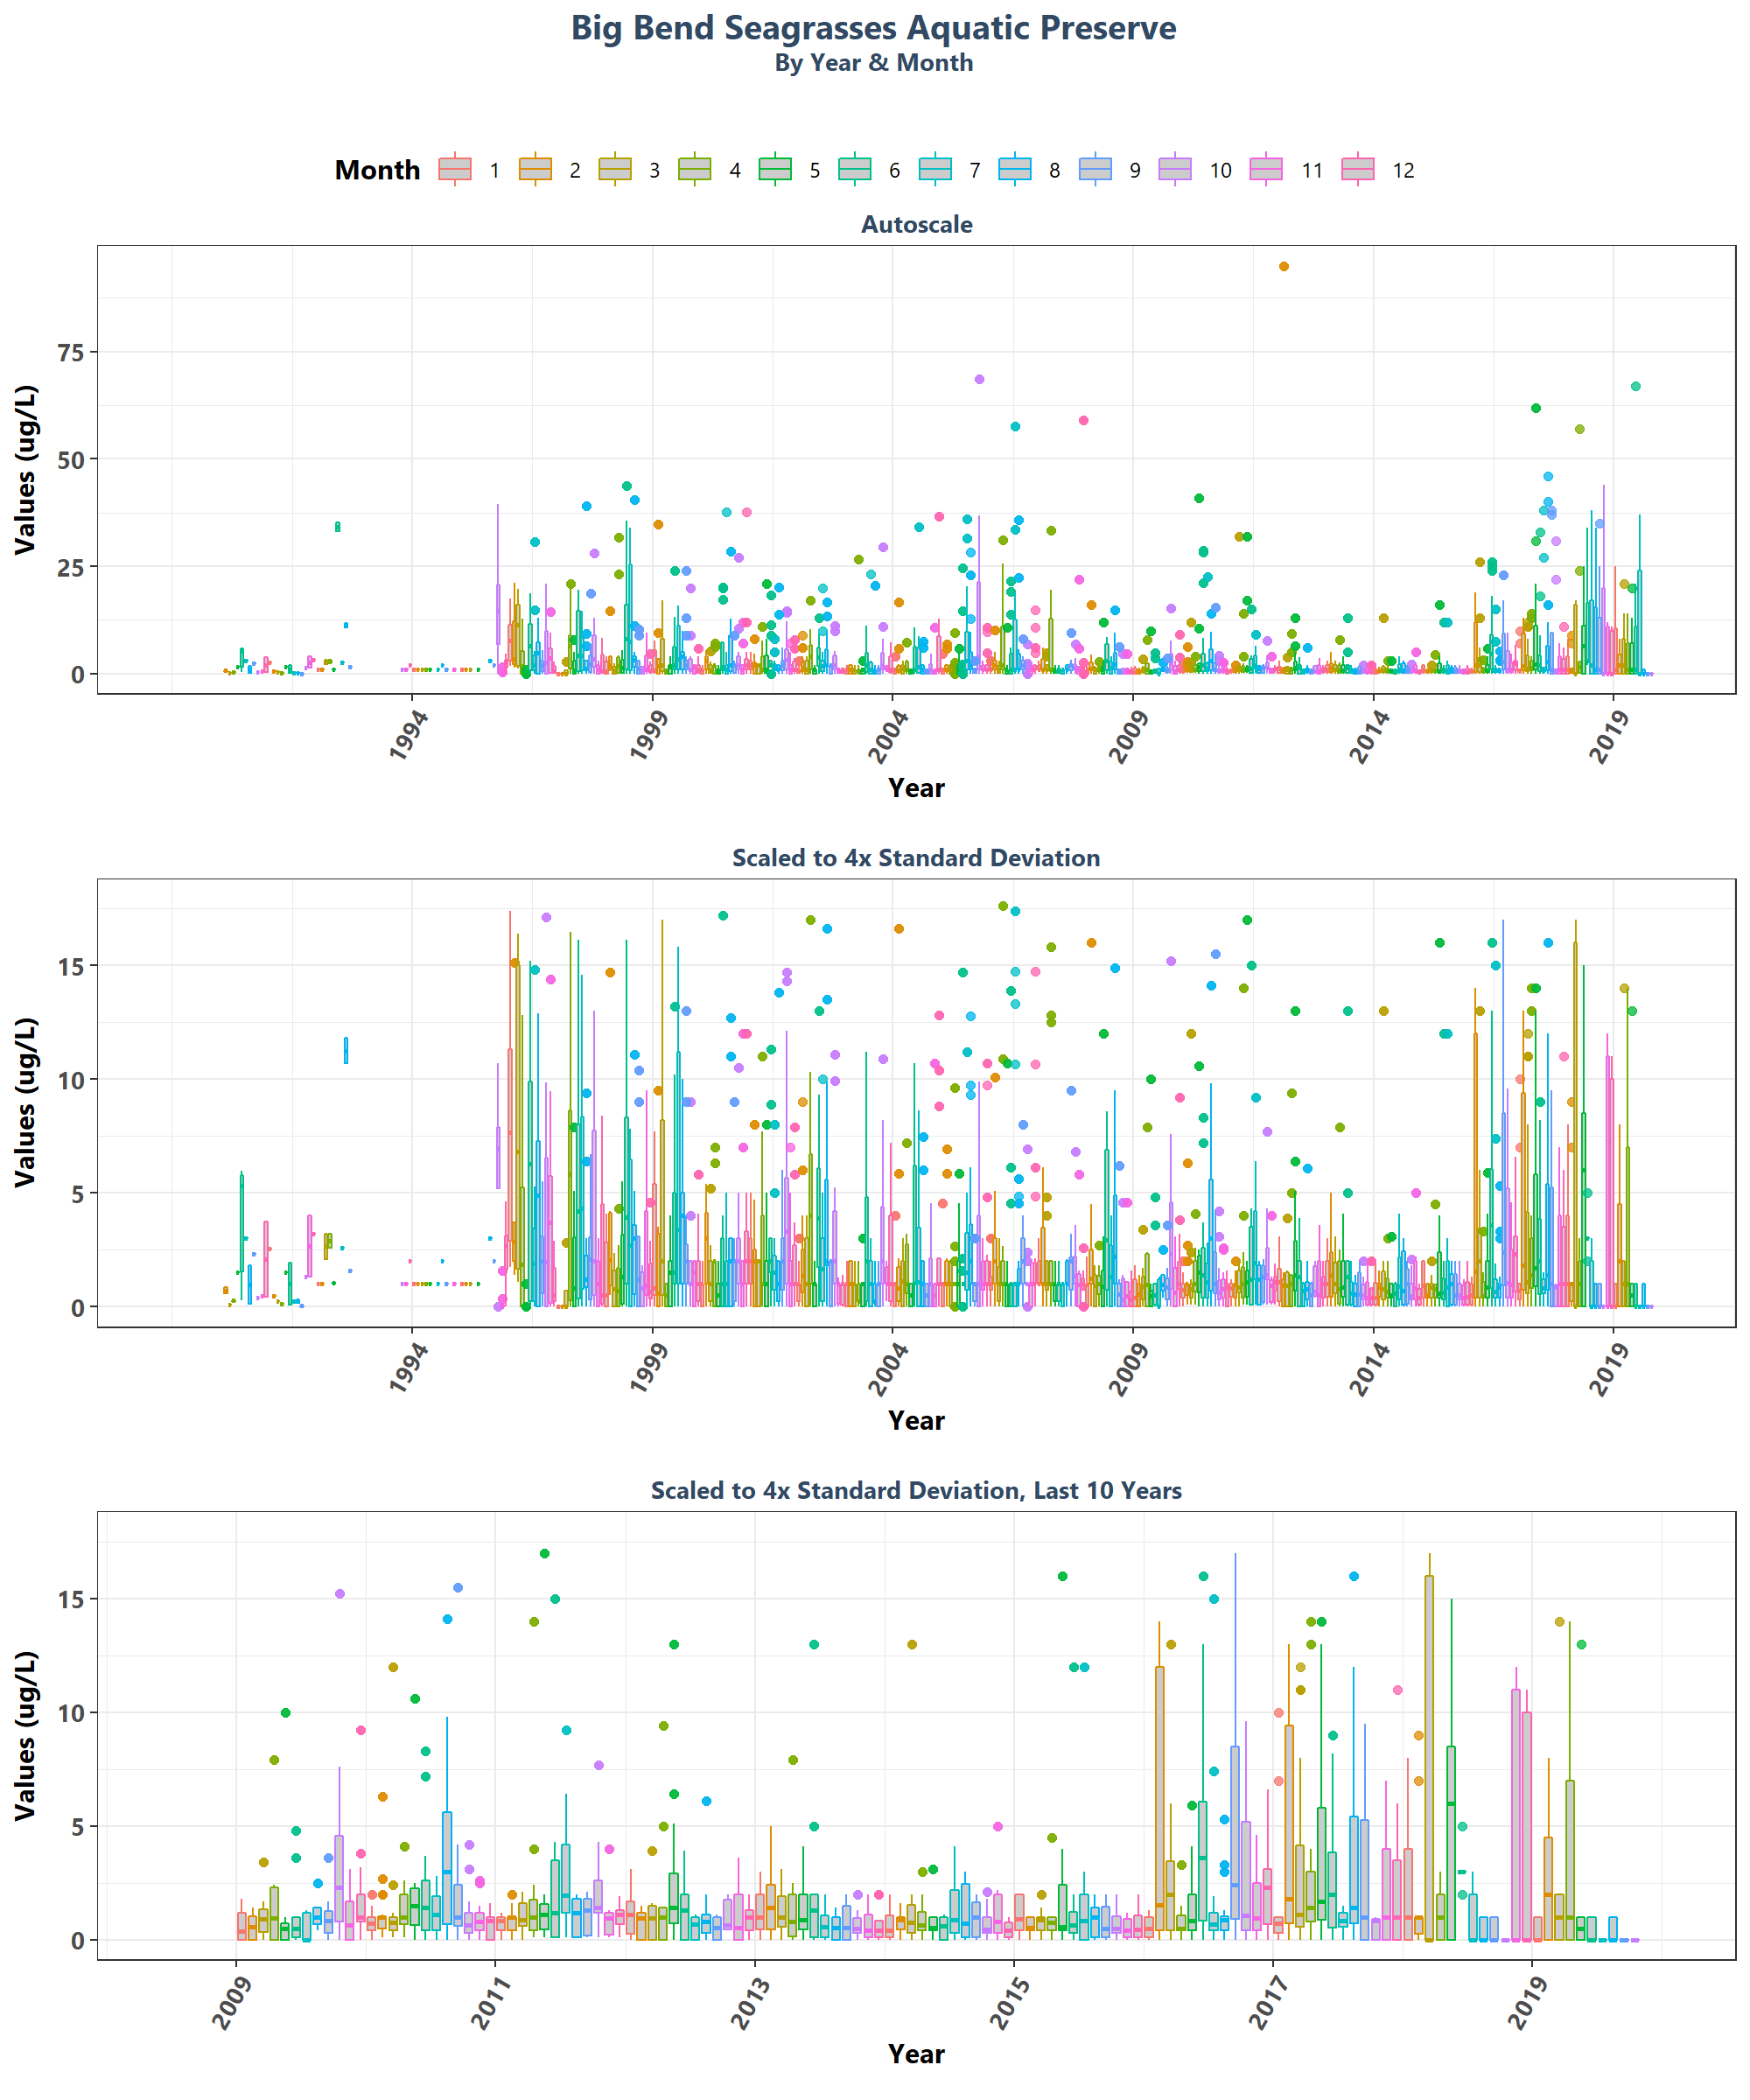 Big Bend Seagrasses Aquatic Preserve
By Year & Month
Month 1 2 3 4 5 6 7 8 9 10 11 12
Autoscale
Values (ug/L)
75
50
25
0
1994 1999 2004 2009 2014 2019
Year
Scaled to 4x Standard Deviation
Values (ug/L)
15
10
5
0
1994 1999 2004 2009 2014 2019
Year
Scaled to 4x Standard Deviation, Last 10 Years
Values (ug/L)
15
10
5
0
2009 2011 2013 2015 2017 2019
Year